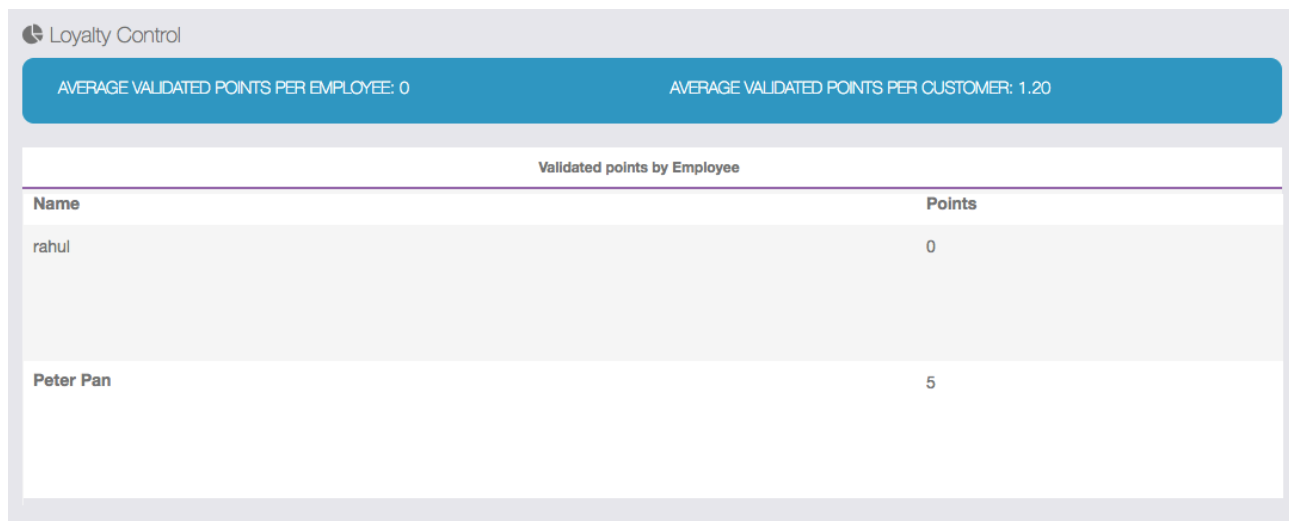 Loyalty Control
AVERAGE VALIDATED POINTS PER EMPLOYEE: 0 AVERAGE VALIDATED POINTS PER CUSTOMER: 1.20
Validated points by Employee
Name Points
rahul 0
Peter Pan 5